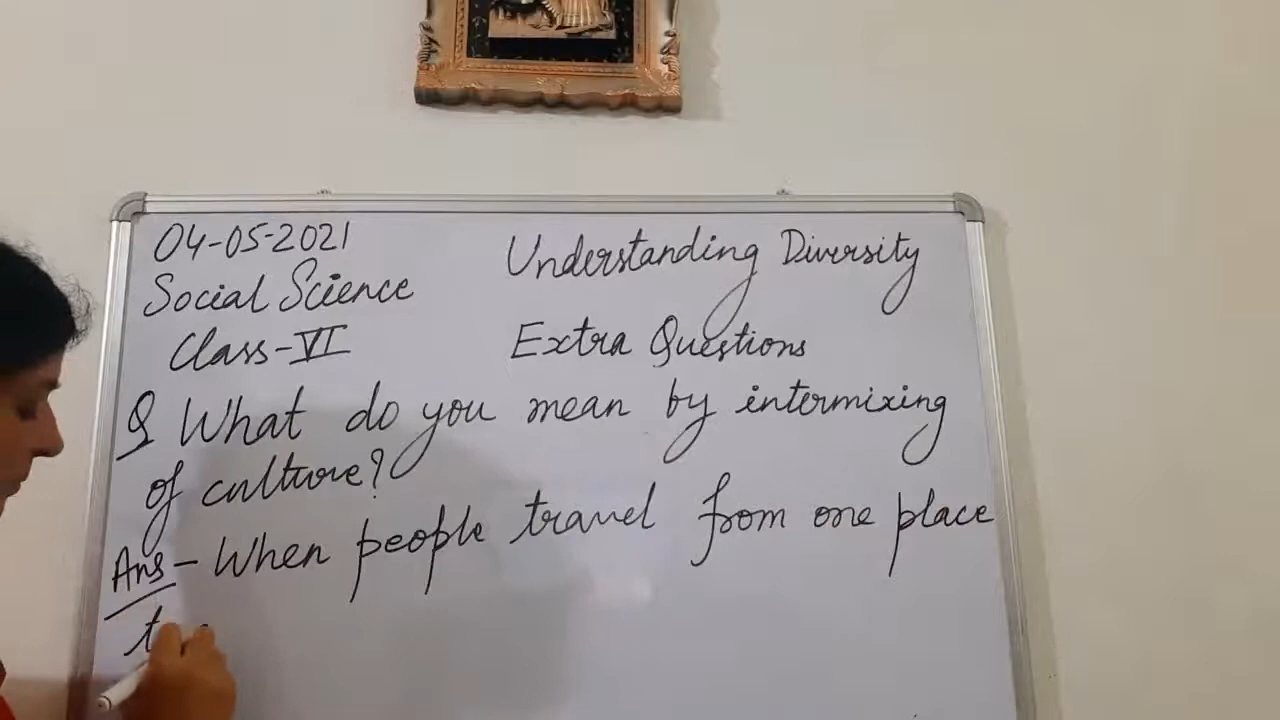 04-05-2021
Social Science
Class-VI
Understanding Diversity
Extra Questions
Q What do you mean by intermixing
of culture?
Ans- When people travel from one place